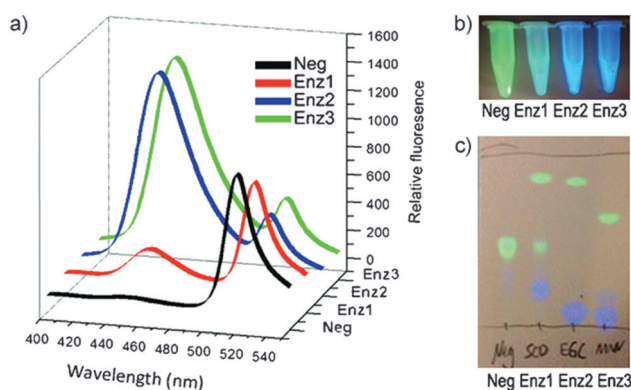 a)
Neg
Enz1
Enz2
Enz3
1600
1400
1200
1000
800
600
400
200
0
Relative fluoresence
Enz3
Enz2
Enz1
Neg
400 420 440 460 480 500 520 540
Wavelength (nm)
b)
Neg Enz1 Enz2 Enz3
c)
Neg SCD EGC
Neg Enz1 Enz2 Enz3